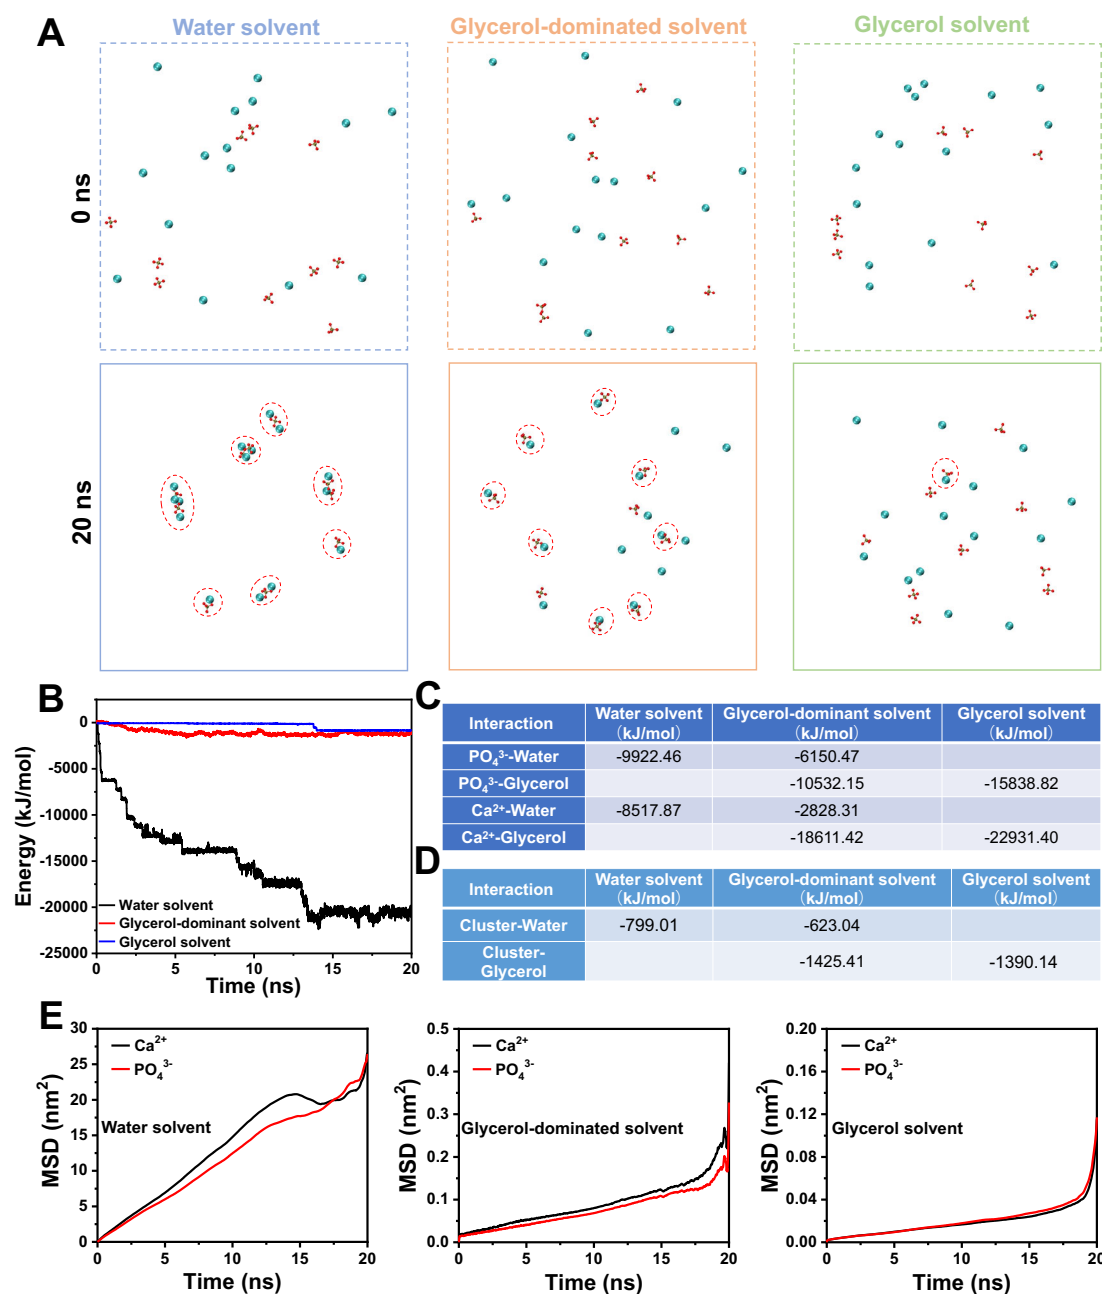 A
Water solvent
Glycerol-dominated solvent
Glycerol solvent
0 ns
20 ns
B
Energy (kJ/mol)
0
-5000
-10000
-15000
-20000
-25000
Water solvent
Glycerol-dominant solvent
Glycerol solvent
0 5 10 15 20
Time (ns)
C
Interaction Water solvent (kJ/mol) Glycerol-dominant solvent (kJ/mol) Glycerol solvent (kJ/mol)
PO₄³⁻-Water -9922.46 -6150.47
PO₄³⁻-Glycerol -10532.15 -15838.82
Ca²⁺-Water -8517.87 -2828.31
Ca²⁺-Glycerol -18611.42 -22931.40
D
Interaction Water solvent (kJ/mol) Glycerol-dominant solvent (kJ/mol) Glycerol solvent (kJ/mol)
Cluster-Water -799.01 -623.04
Cluster-Glycerol -1425.41 -1390.14
E
MSD (nm²)
30
25
20
15
10
5
0
Ca²⁺
PO₄³⁻
Water solvent
0 5 10 15 20
Time (ns)
MSD (nm²)
0.5
0.4
0.3
0.2
0.1
0.0
Ca²⁺
PO₄³⁻
Glycerol-dominated solvent
0 5 10 15 20
Time (ns)
MSD (nm²)
0.20
0.16
0.12
0.08
0.04
0.00
Ca²⁺
PO₄³⁻
Glycerol solvent
0 5 10 15 20
Time (ns)